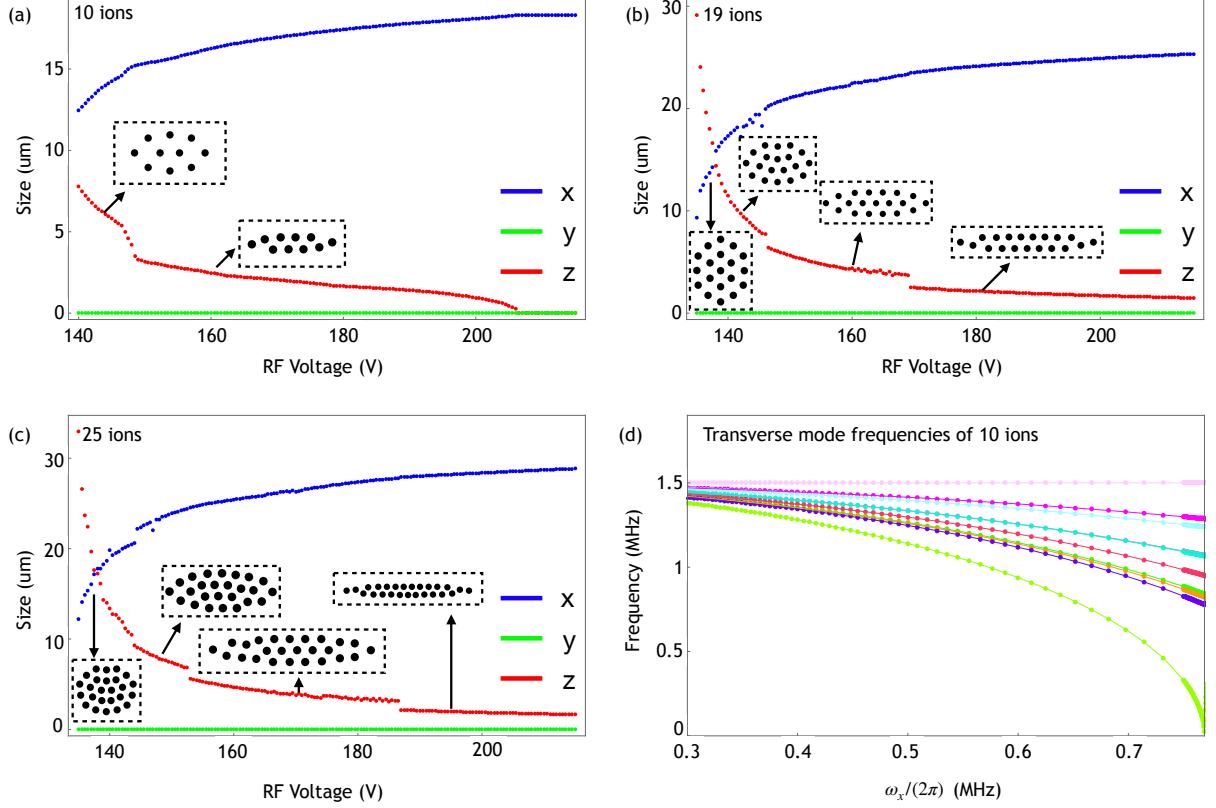 (a)
10 ions
Size (um)
15
10
5
0
x
y
z
140
160
180
200
RF Voltage (V)
(b)
19 ions
Size (um)
30
20
10
0
x
y
z
140
160
180
200
RF Voltage (V)
(c)
25 ions
Size (um)
30
20
10
0
x
y
z
140
160
180
200
RF Voltage (V)
(d)
Transverse mode frequencies of 10 ions
Frequency (MHz)
1.5
1
0.5
0
0.3
0.4
0.5
0.6
0.7
ωₓ/(2π) (MHz)